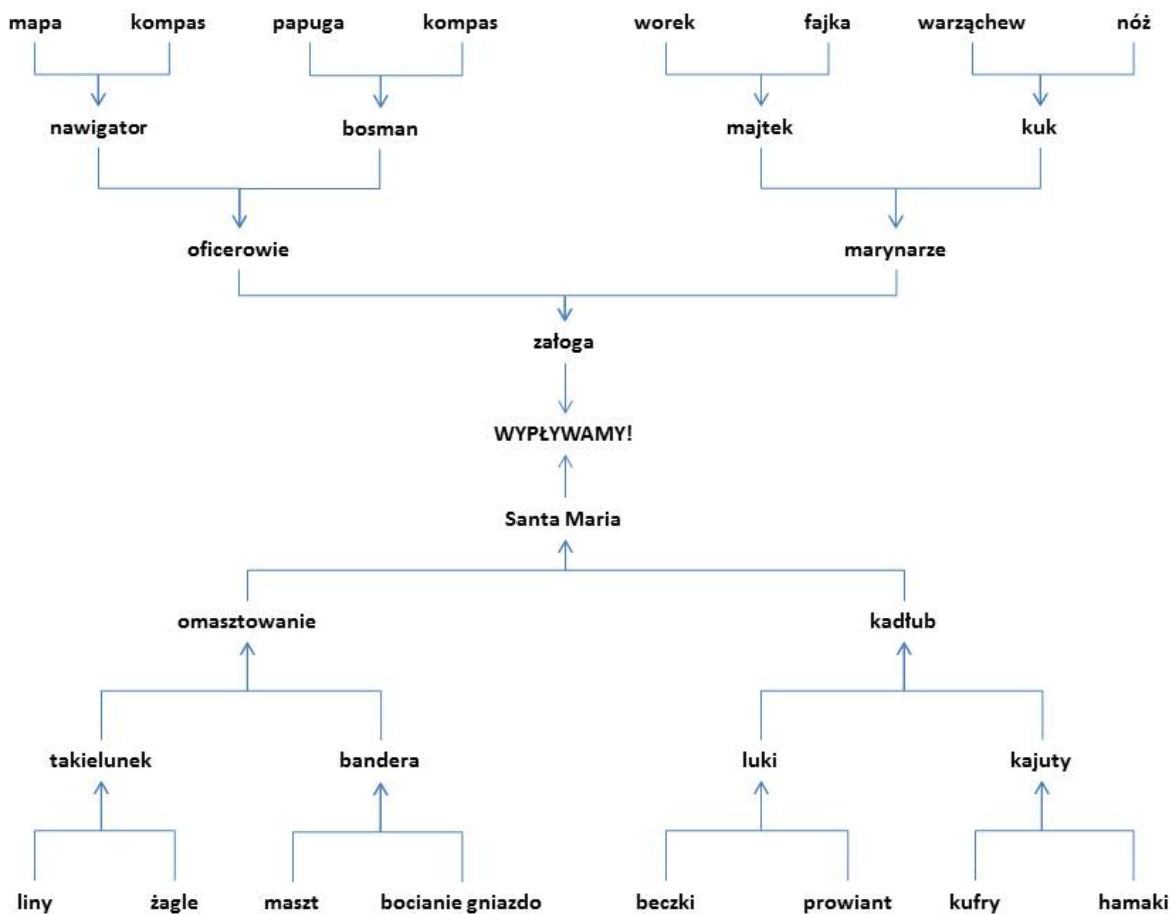 mapa kompas papuga kompas worek fajka warząchew nóż
nawigator bosman majtek kuk
oficerowie marynarze
załoga
WYPŁYWAMY!
Santa Maria
omasztowanie kadłub
takielunek bandera luki kajuty
liny żagle maszt bocianie gniazdo beczki prowiant kufry hamaki